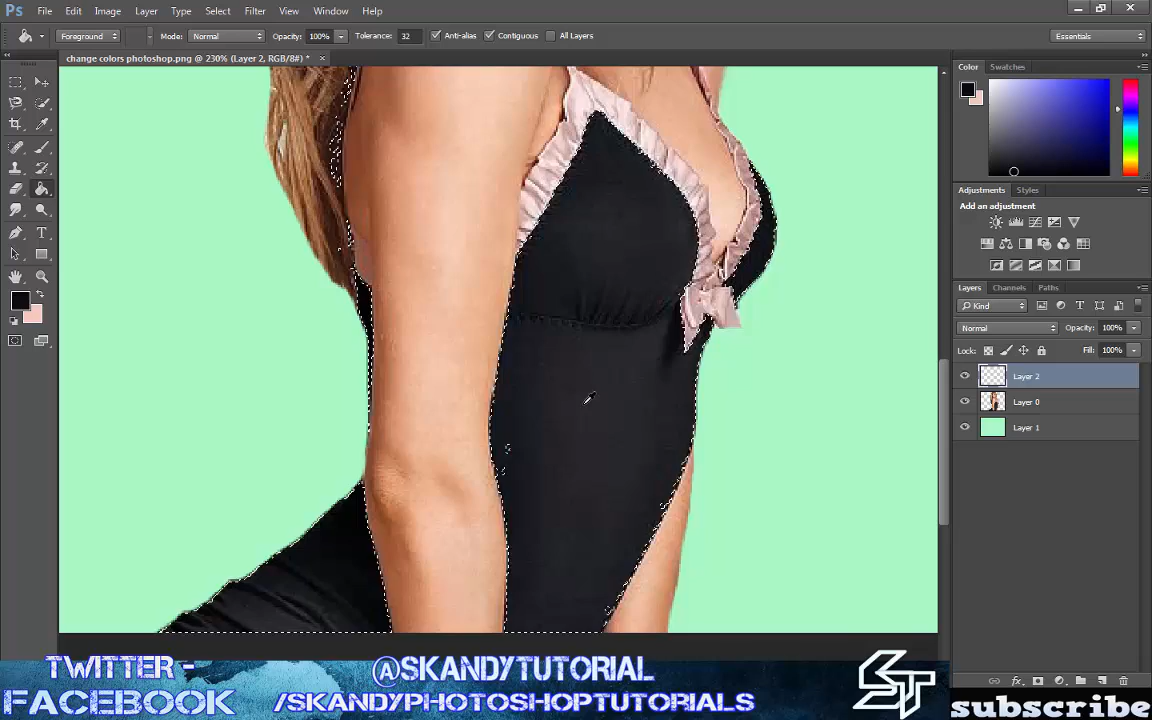 Ps File Edit Image Layer Type Select Filter View Window Help
Foreground Mode: Normal Opacity: 100% Tolerance: 32 Anti-alias Contiguous All Layers Essentials
change colors photoshop.png @ 230% (Layer 2, RGB/8#) * ×
Color Swatches
Adjustments Styles
Add an adjustment
Layers Channels Paths
Kind
Normal Opacity: 100%
Lock: Fill: 100%
Layer 2
Layer 0
Layer 1
TWITTER - @SKANDYTUTORIAL
FACEBOOK /SKANDYPHOTOSHOPTUTORIALS
ST
subscribe